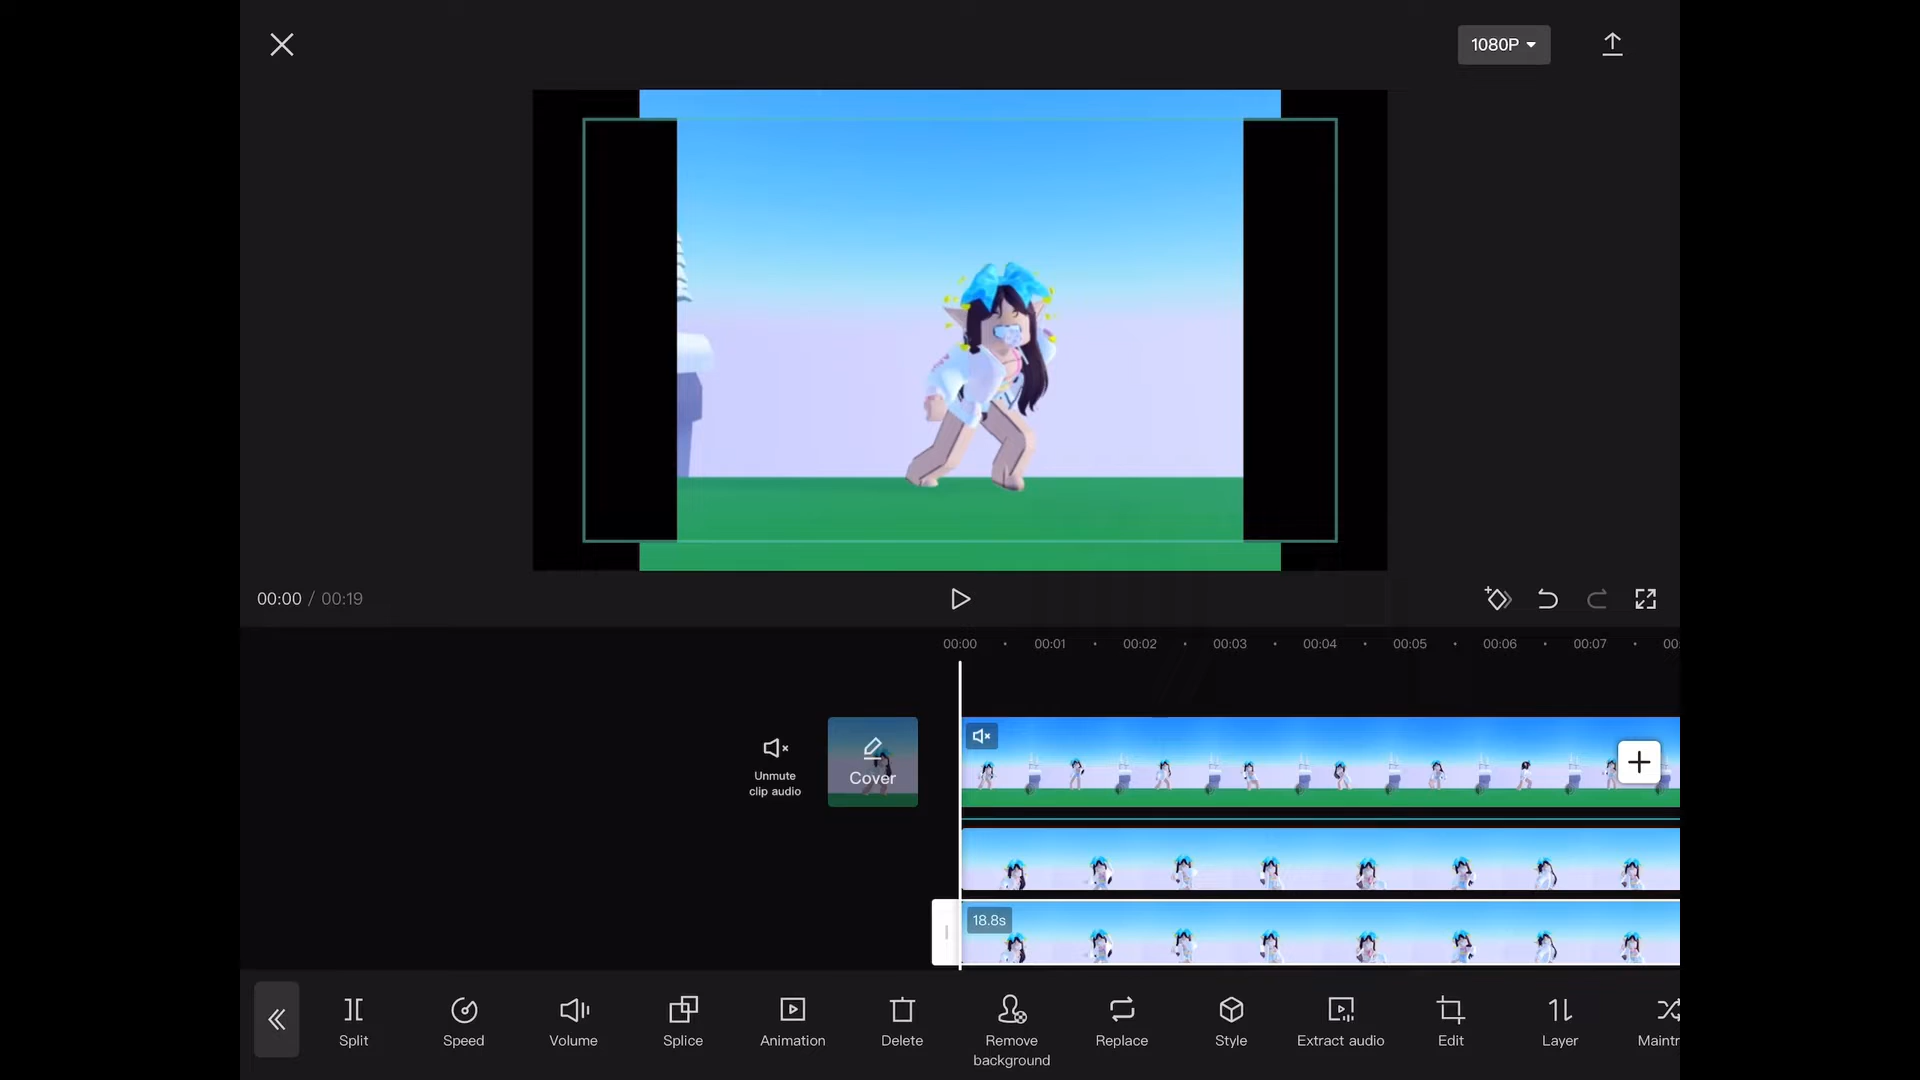 1080P
00:00 / 00:19
00:00 00:01 00:02 00:03 00:04 00:05 00:06 00:07 00:
Unmute
clip audio
Cover
18.8s
Split Speed Volume Splice Animation Delete Remove background Replace Style Extract audio Edit Layer Maintr